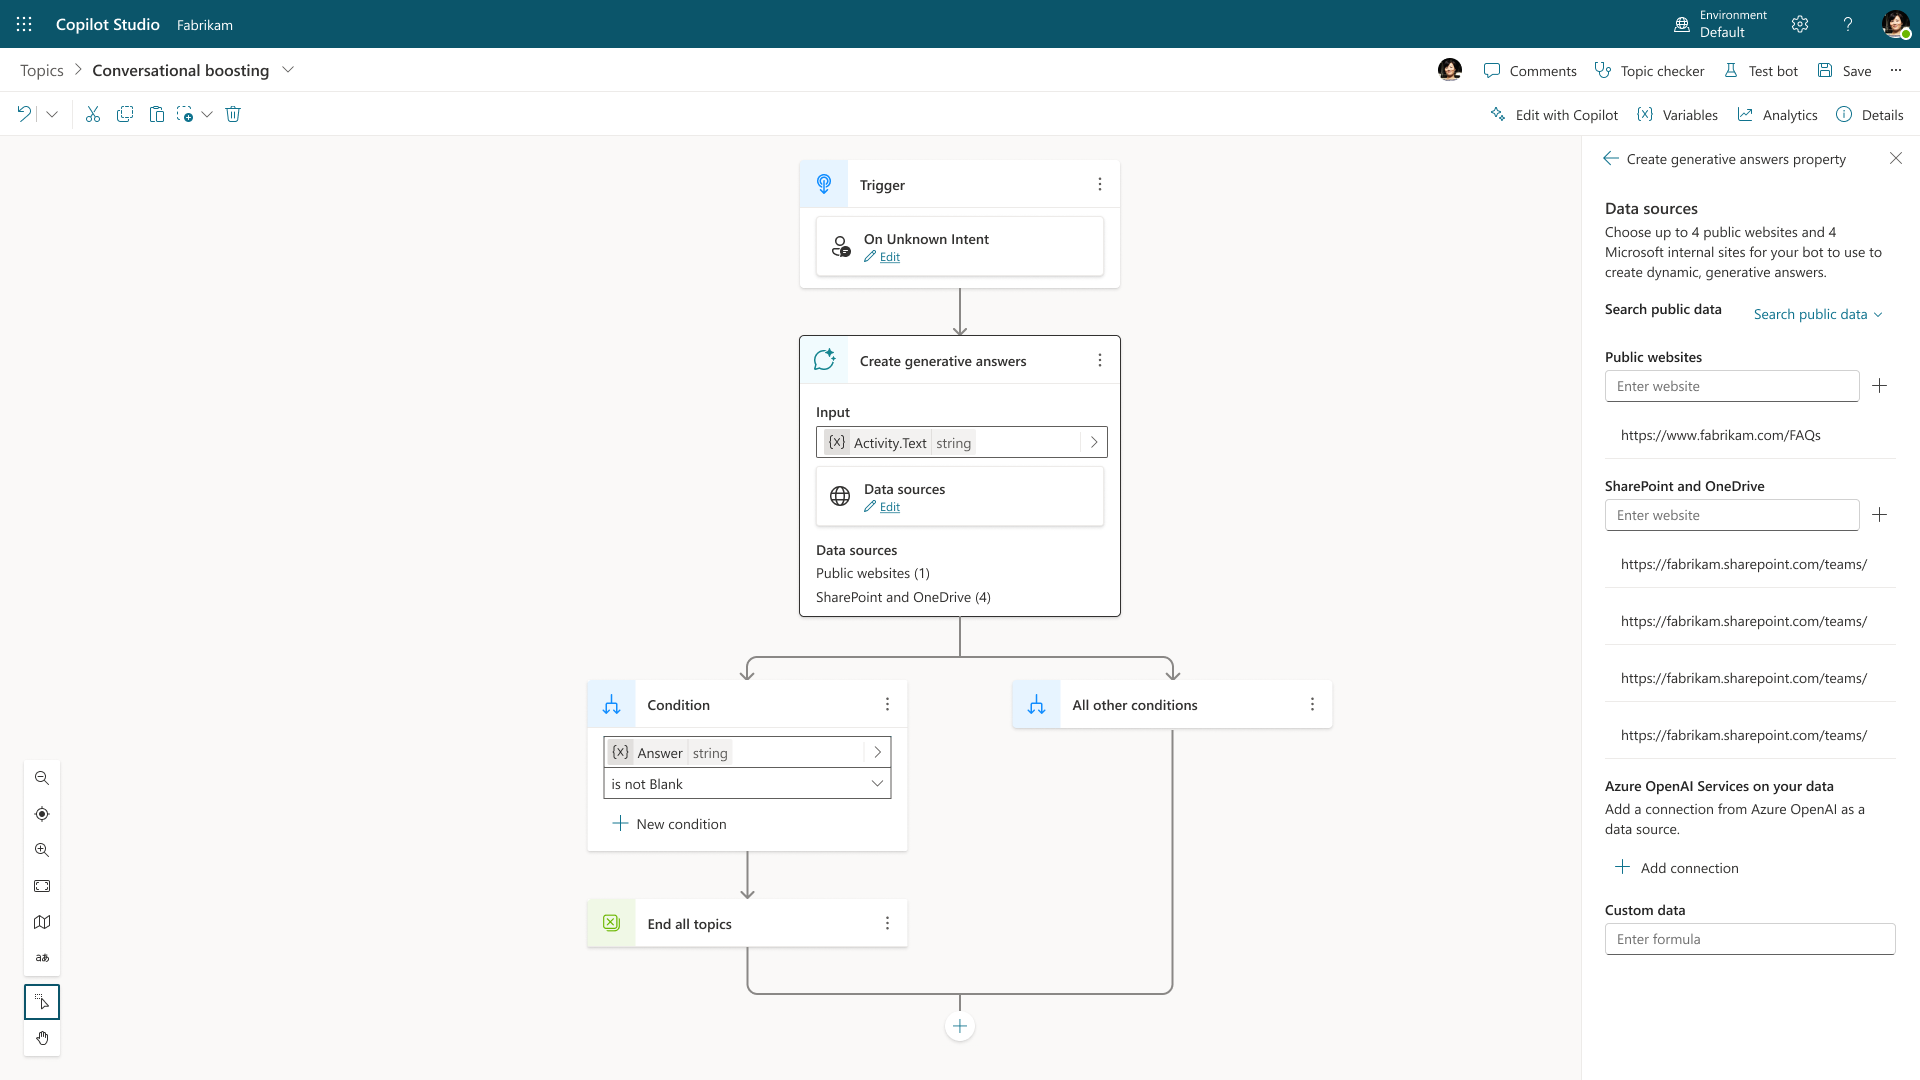 Copilot Studio
Fabrikam
Environment
Default
?
Topics > Conversational boosting
Comments
Topic checker
Test bot
Save
...
Edit with Copilot
{x} Variables
Analytics
Details
Trigger
On Unknown Intent
Edit
Create generative answers
Input
{x} Activity.Text string
Data sources
Edit
Data sources
Public websites (1)
SharePoint and OneDrive (4)
Condition
{x} Answer string
is not Blank
New condition
All other conditions
End all topics
Create generative answers property
Data sources
Choose up to 4 public websites and 4
Microsoft internal sites for your bot to use to
create dynamic, generative answers.
Search public data
Search public data
Public websites
Enter website
https://www.fabrikam.com/FAQs
SharePoint and OneDrive
Enter website
https://fabrikam.sharepoint.com/teams/
https://fabrikam.sharepoint.com/teams/
https://fabrikam.sharepoint.com/teams/
https://fabrikam.sharepoint.com/teams/
Azure OpenAI Services on your data
Add a connection from Azure OpenAI as a
data source.
Add connection
Custom data
Enter formula